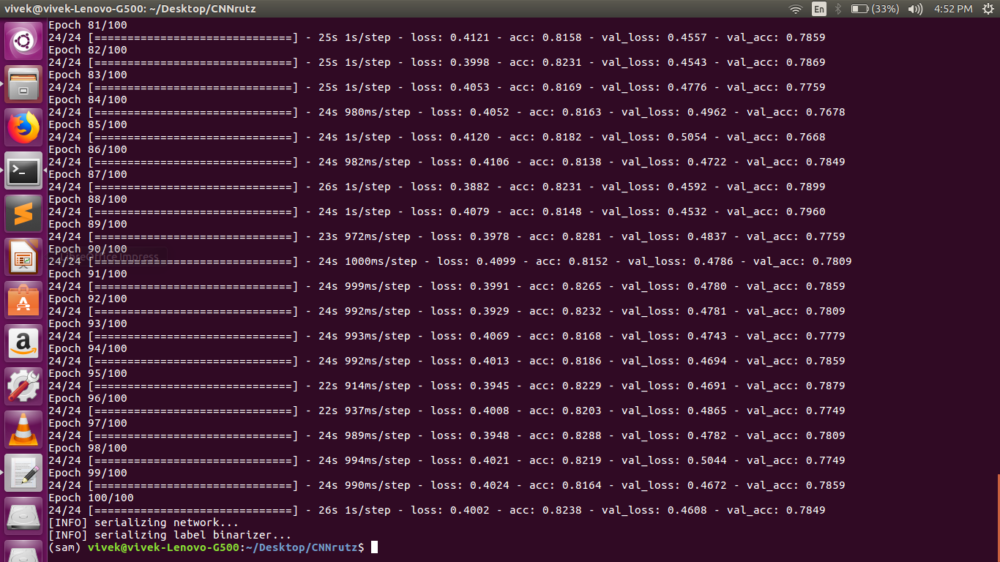 vivek@vivek-Lenovo-G500: ~/Desktop/CNNrutz
En
(33%)
4:52 PM
Epoch 81/100
24/24 [==============================] - 25s 1s/step - loss: 0.4121 - acc: 0.8158 - val_loss: 0.4557 - val_acc: 0.7859
Epoch 82/100
24/24 [==============================] - 25s 1s/step - loss: 0.3998 - acc: 0.8231 - val_loss: 0.4543 - val_acc: 0.7869
Epoch 83/100
24/24 [==============================] - 25s 1s/step - loss: 0.4053 - acc: 0.8169 - val_loss: 0.4776 - val_acc: 0.7759
Epoch 84/100
24/24 [==============================] - 24s 980ms/step - loss: 0.4052 - acc: 0.8163 - val_loss: 0.4962 - val_acc: 0.7678
Epoch 85/100
24/24 [==============================] - 24s 1s/step - loss: 0.4120 - acc: 0.8182 - val_loss: 0.5054 - val_acc: 0.7668
Epoch 86/100
24/24 [==============================] - 24s 982ms/step - loss: 0.4106 - acc: 0.8138 - val_loss: 0.4722 - val_acc: 0.7849
Epoch 87/100
24/24 [==============================] - 26s 1s/step - loss: 0.3882 - acc: 0.8231 - val_loss: 0.4592 - val_acc: 0.7899
Epoch 88/100
24/24 [==============================] - 24s 1s/step - loss: 0.4079 - acc: 0.8148 - val_loss: 0.4532 - val_acc: 0.7960
Epoch 89/100
24/24 [==============================] - 23s 972ms/step - loss: 0.3978 - acc: 0.8281 - val_loss: 0.4837 - val_acc: 0.7759
Epoch 90/100
LibreOffice Impress
24/24 [==============================] - 24s 1000ms/step - loss: 0.4099 - acc: 0.8152 - val_loss: 0.4786 - val_acc: 0.7809
Epoch 91/100
24/24 [==============================] - 24s 999ms/step - loss: 0.3991 - acc: 0.8265 - val_loss: 0.4780 - val_acc: 0.7859
Epoch 92/100
24/24 [==============================] - 24s 992ms/step - loss: 0.3929 - acc: 0.8232 - val_loss: 0.4781 - val_acc: 0.7809
Epoch 93/100
24/24 [==============================] - 24s 993ms/step - loss: 0.4069 - acc: 0.8168 - val_loss: 0.4743 - val_acc: 0.7779
Epoch 94/100
24/24 [==============================] - 24s 992ms/step - loss: 0.4013 - acc: 0.8186 - val_loss: 0.4694 - val_acc: 0.7859
Epoch 95/100
24/24 [==============================] - 22s 914ms/step - loss: 0.3945 - acc: 0.8229 - val_loss: 0.4691 - val_acc: 0.7879
Epoch 96/100
24/24 [==============================] - 22s 937ms/step - loss: 0.4008 - acc: 0.8203 - val_loss: 0.4865 - val_acc: 0.7749
Epoch 97/100
24/24 [==============================] - 24s 989ms/step - loss: 0.3948 - acc: 0.8288 - val_loss: 0.4782 - val_acc: 0.7809
Epoch 98/100
24/24 [==============================] - 24s 994ms/step - loss: 0.4021 - acc: 0.8219 - val_loss: 0.5044 - val_acc: 0.7749
Epoch 99/100
24/24 [==============================] - 24s 990ms/step - loss: 0.4024 - acc: 0.8164 - val_loss: 0.4672 - val_acc: 0.7859
Epoch 100/100
24/24 [==============================] - 26s 1s/step - loss: 0.4002 - acc: 0.8238 - val_loss: 0.4608 - val_acc: 0.7849
[INFO] serializing network...
[INFO] serializing label binarizer...
(sam) vivek@vivek-Lenovo-G500:~/Desktop/CNNrutz$